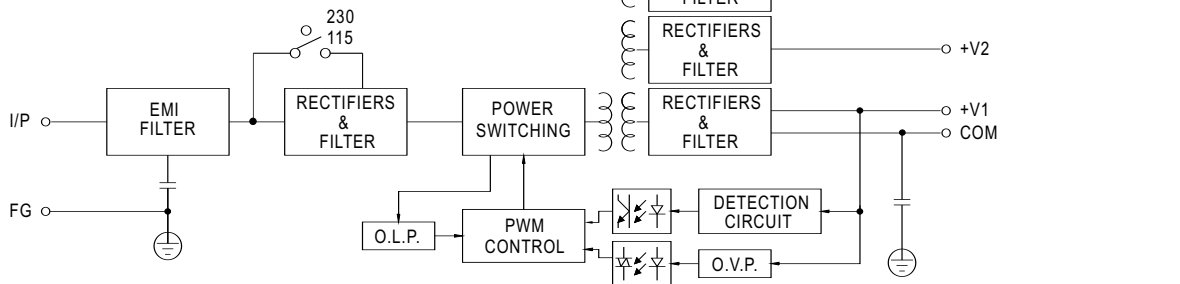 FILTER
230
115
RECTIFIERS
&
FILTER
+V2
I/P
EMI
FILTER
RECTIFIERS
&
FILTER
POWER
SWITCHING
RECTIFIERS
&
FILTER
+V1
COM
FG
O.L.P.
PWM
CONTROL
DETECTION
CIRCUIT
O.V.P.